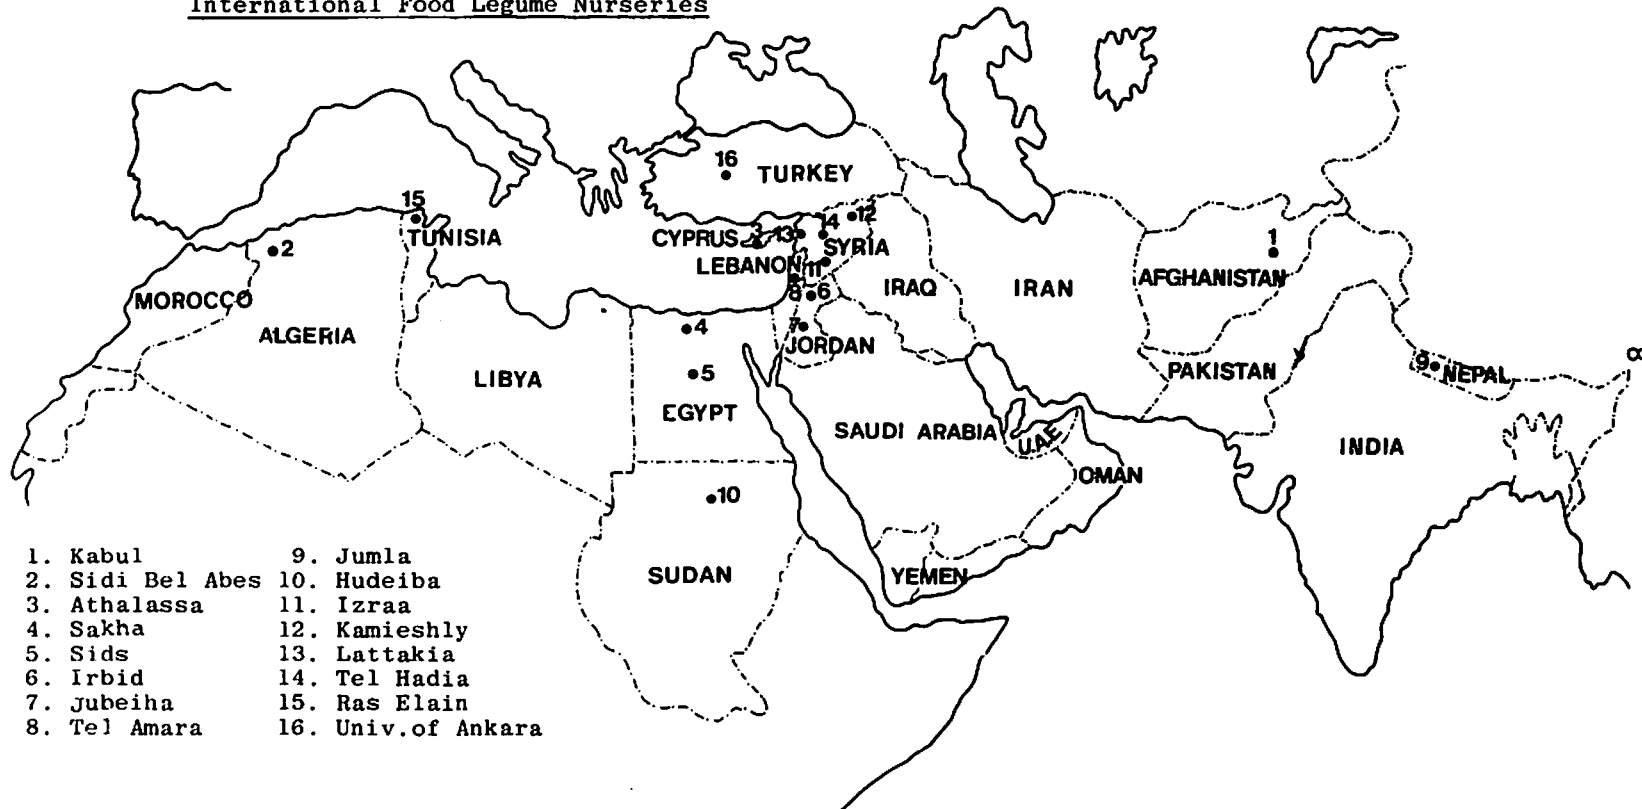 International Food Legume Nurseries
16
TURKEY
15
TUNISIA
2
12
CYPRUS
3
13
14
SYRIA
1
LEBANON
11
AFGHANISTAN
MOROCCO
8
6
IRAQ
IRAN
ALGERIA
4
7
JORDAN
LIBYA
5
PAKISTAN
9
NEPAL
EGYPT
SAUDI ARABIA
U.A.E
INDIA
OMAN
10
SUDAN
YEMEN
1. Kabul
2. Sidi Bel Abes
3. Athalassa
4. Sakha
5. Sids
6. Irbid
7. Jubeiha
8. Tel Amara
9. Jumla
10. Hudeiba
11. Izraa
12. Kamieshly
13. Lattakia
14. Tel Hadia
15. Ras Elain
16. Univ.of Ankara